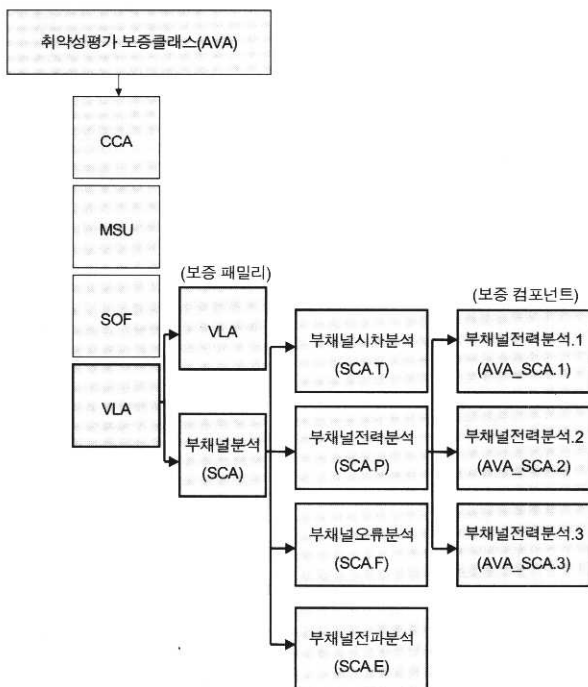 취약성평가 보증클래스(AVA)
CCA
MSU
SOF
VLA
(보증 패밀리)
VLA
부채널분석
(SCA)
부채널시차분석
(SCA.T)
부채널전력분석
(SCA.P)
부채널오류분석
(SCA.F)
부채널전파분석
(SCA.E)
(보증 컴포넌트)
부채널전력분석.1
(AVA_SCA.1)
부채널전력분석.2
(AVA_SCA.2)
부채널전력분석.3
(AVA_SCA.3)